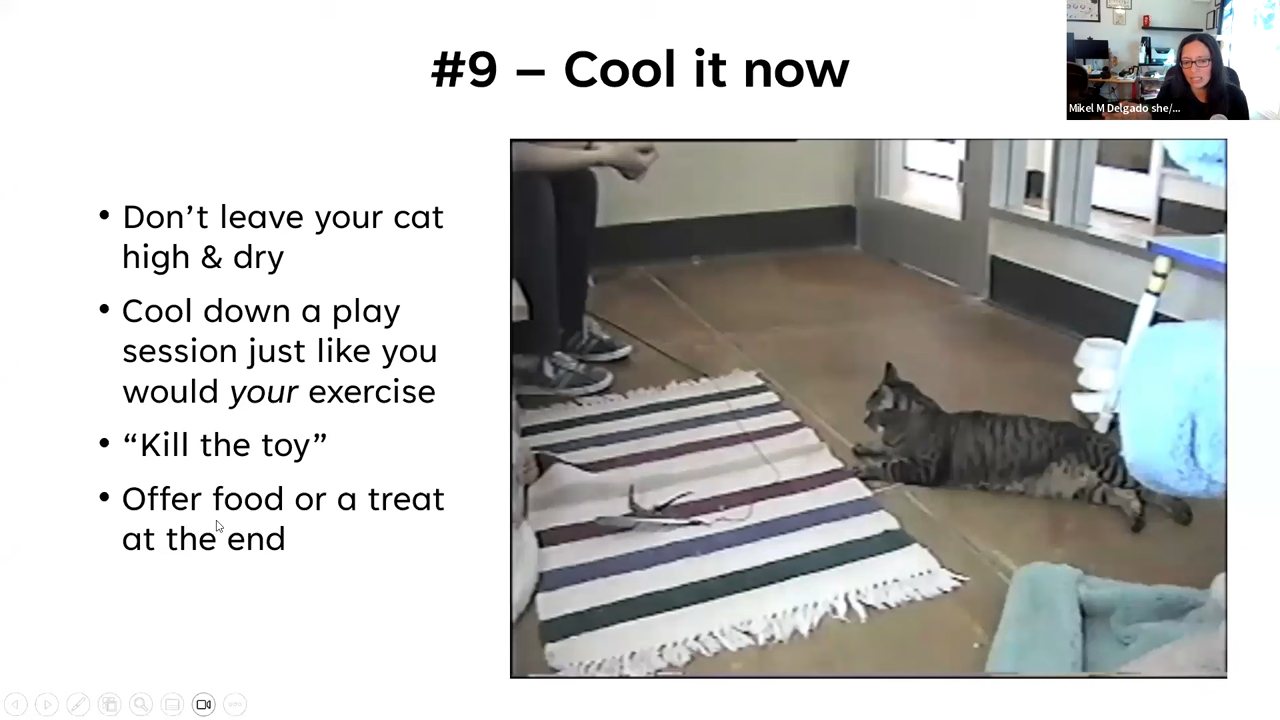 #9 – Cool it now
Mikel M Delgado she/...
• Don’t leave your cat
high & dry
• Cool down a play
session just like you
would your exercise
• “Kill the toy”
• Offer food or a treat
at the end